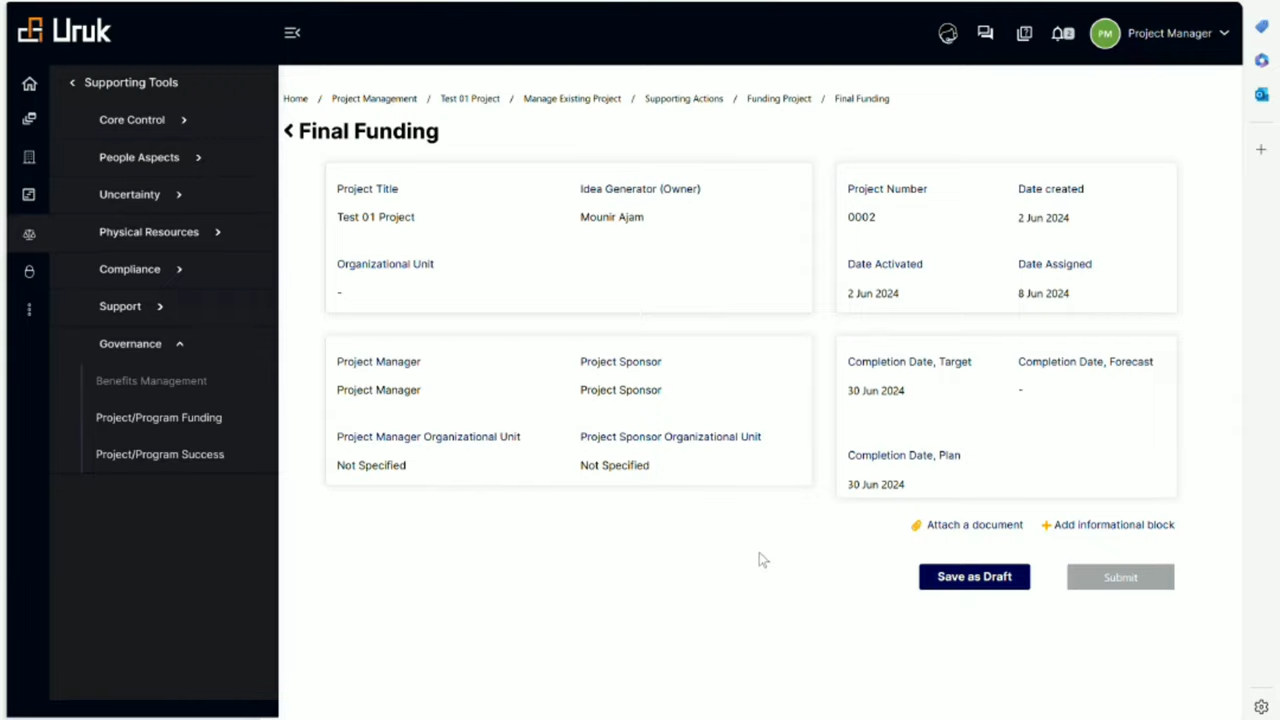 Uruk
2
PM
Project Manager
Supporting Tools
Core Control
People Aspects
Uncertainty
Physical Resources
Compliance
Support
Governance
Benefits Management
Project/Program Funding
Project/Program Success
Home / Project Management / Test 01 Project / Manage Existing Project / Supporting Actions / Funding Project / Final Funding
Final Funding
Project Title
Idea Generator (Owner)
Test 01 Project
Mounir Ajam
Organizational Unit
-
Project Number
Date created
0002
2 Jun 2024
Date Activated
Date Assigned
2 Jun 2024
8 Jun 2024
Project Manager
Project Sponsor
Project Manager
Project Sponsor
Project Manager Organizational Unit
Project Sponsor Organizational Unit
Not Specified
Not Specified
Completion Date, Target
Completion Date, Forecast
30 Jun 2024
-
Completion Date, Plan
30 Jun 2024
Attach a document
Add informational block
Save as Draft
Submit